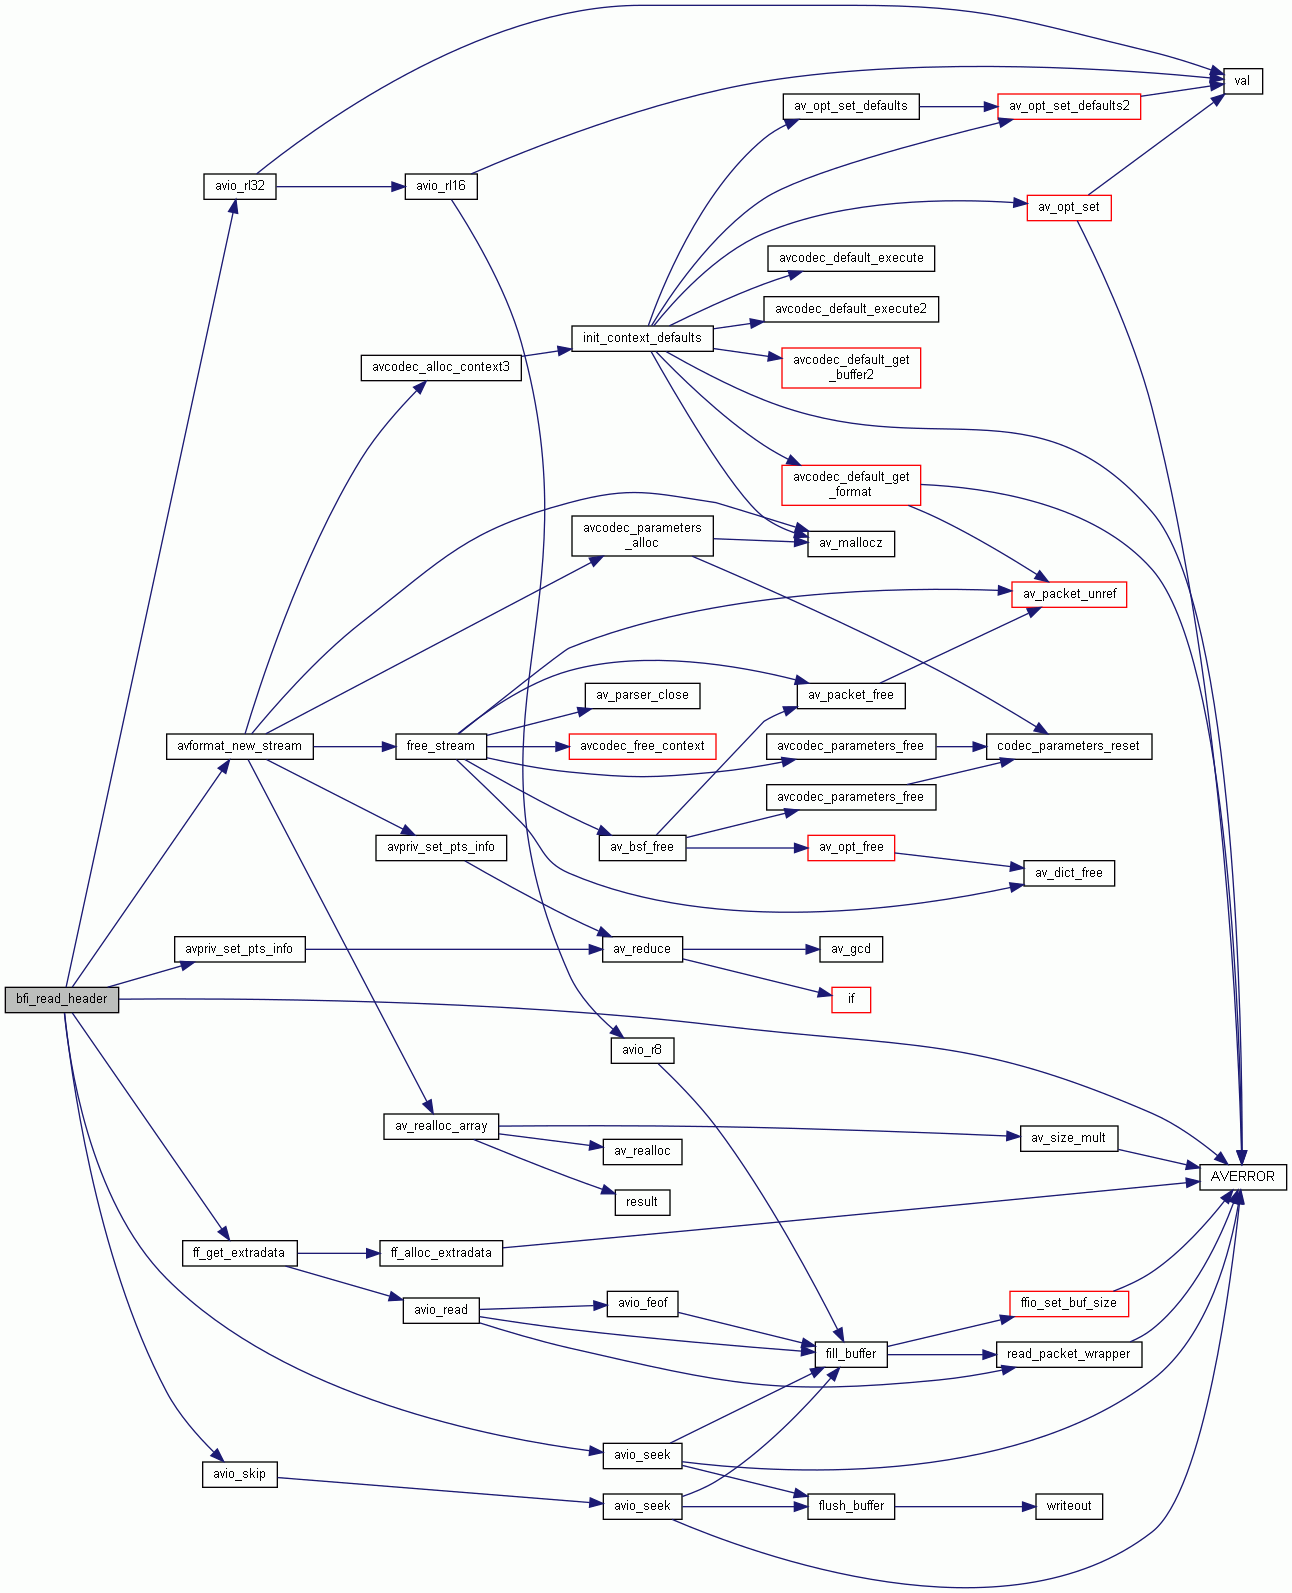 val
av_opt_set_defaults
av_opt_set_defaults2
avio_rl32
avio_rl16
av_opt_set
avcodec_default_execute
avcodec_default_execute2
init_context_defaults
avcodec_default_get
_buffer2
avcodec_alloc_context3
avcodec_default_get
_format
avcodec_parameters
_alloc
av_mallocz
av_packet_unref
av_parser_close
av_packet_free
avformat_new_stream
free_stream
avcodec_free_context
avcodec_parameters_free
codec_parameters_reset
avcodec_parameters_free
avpriv_set_pts_info
av_bsf_free
av_opt_free
av_dict_free
avpriv_set_pts_info
av_reduce
av_gcd
bfi_read_header
if
avio_r8
av_realloc_array
av_size_mult
av_realloc
AVERROR
result
ff_get_extradata
ff_alloc_extradata
avio_read
avio_feof
ffio_set_buf_size
fill_buffer
read_packet_wrapper
avio_seek
avio_skip
avio_seek
flush_buffer
writeout